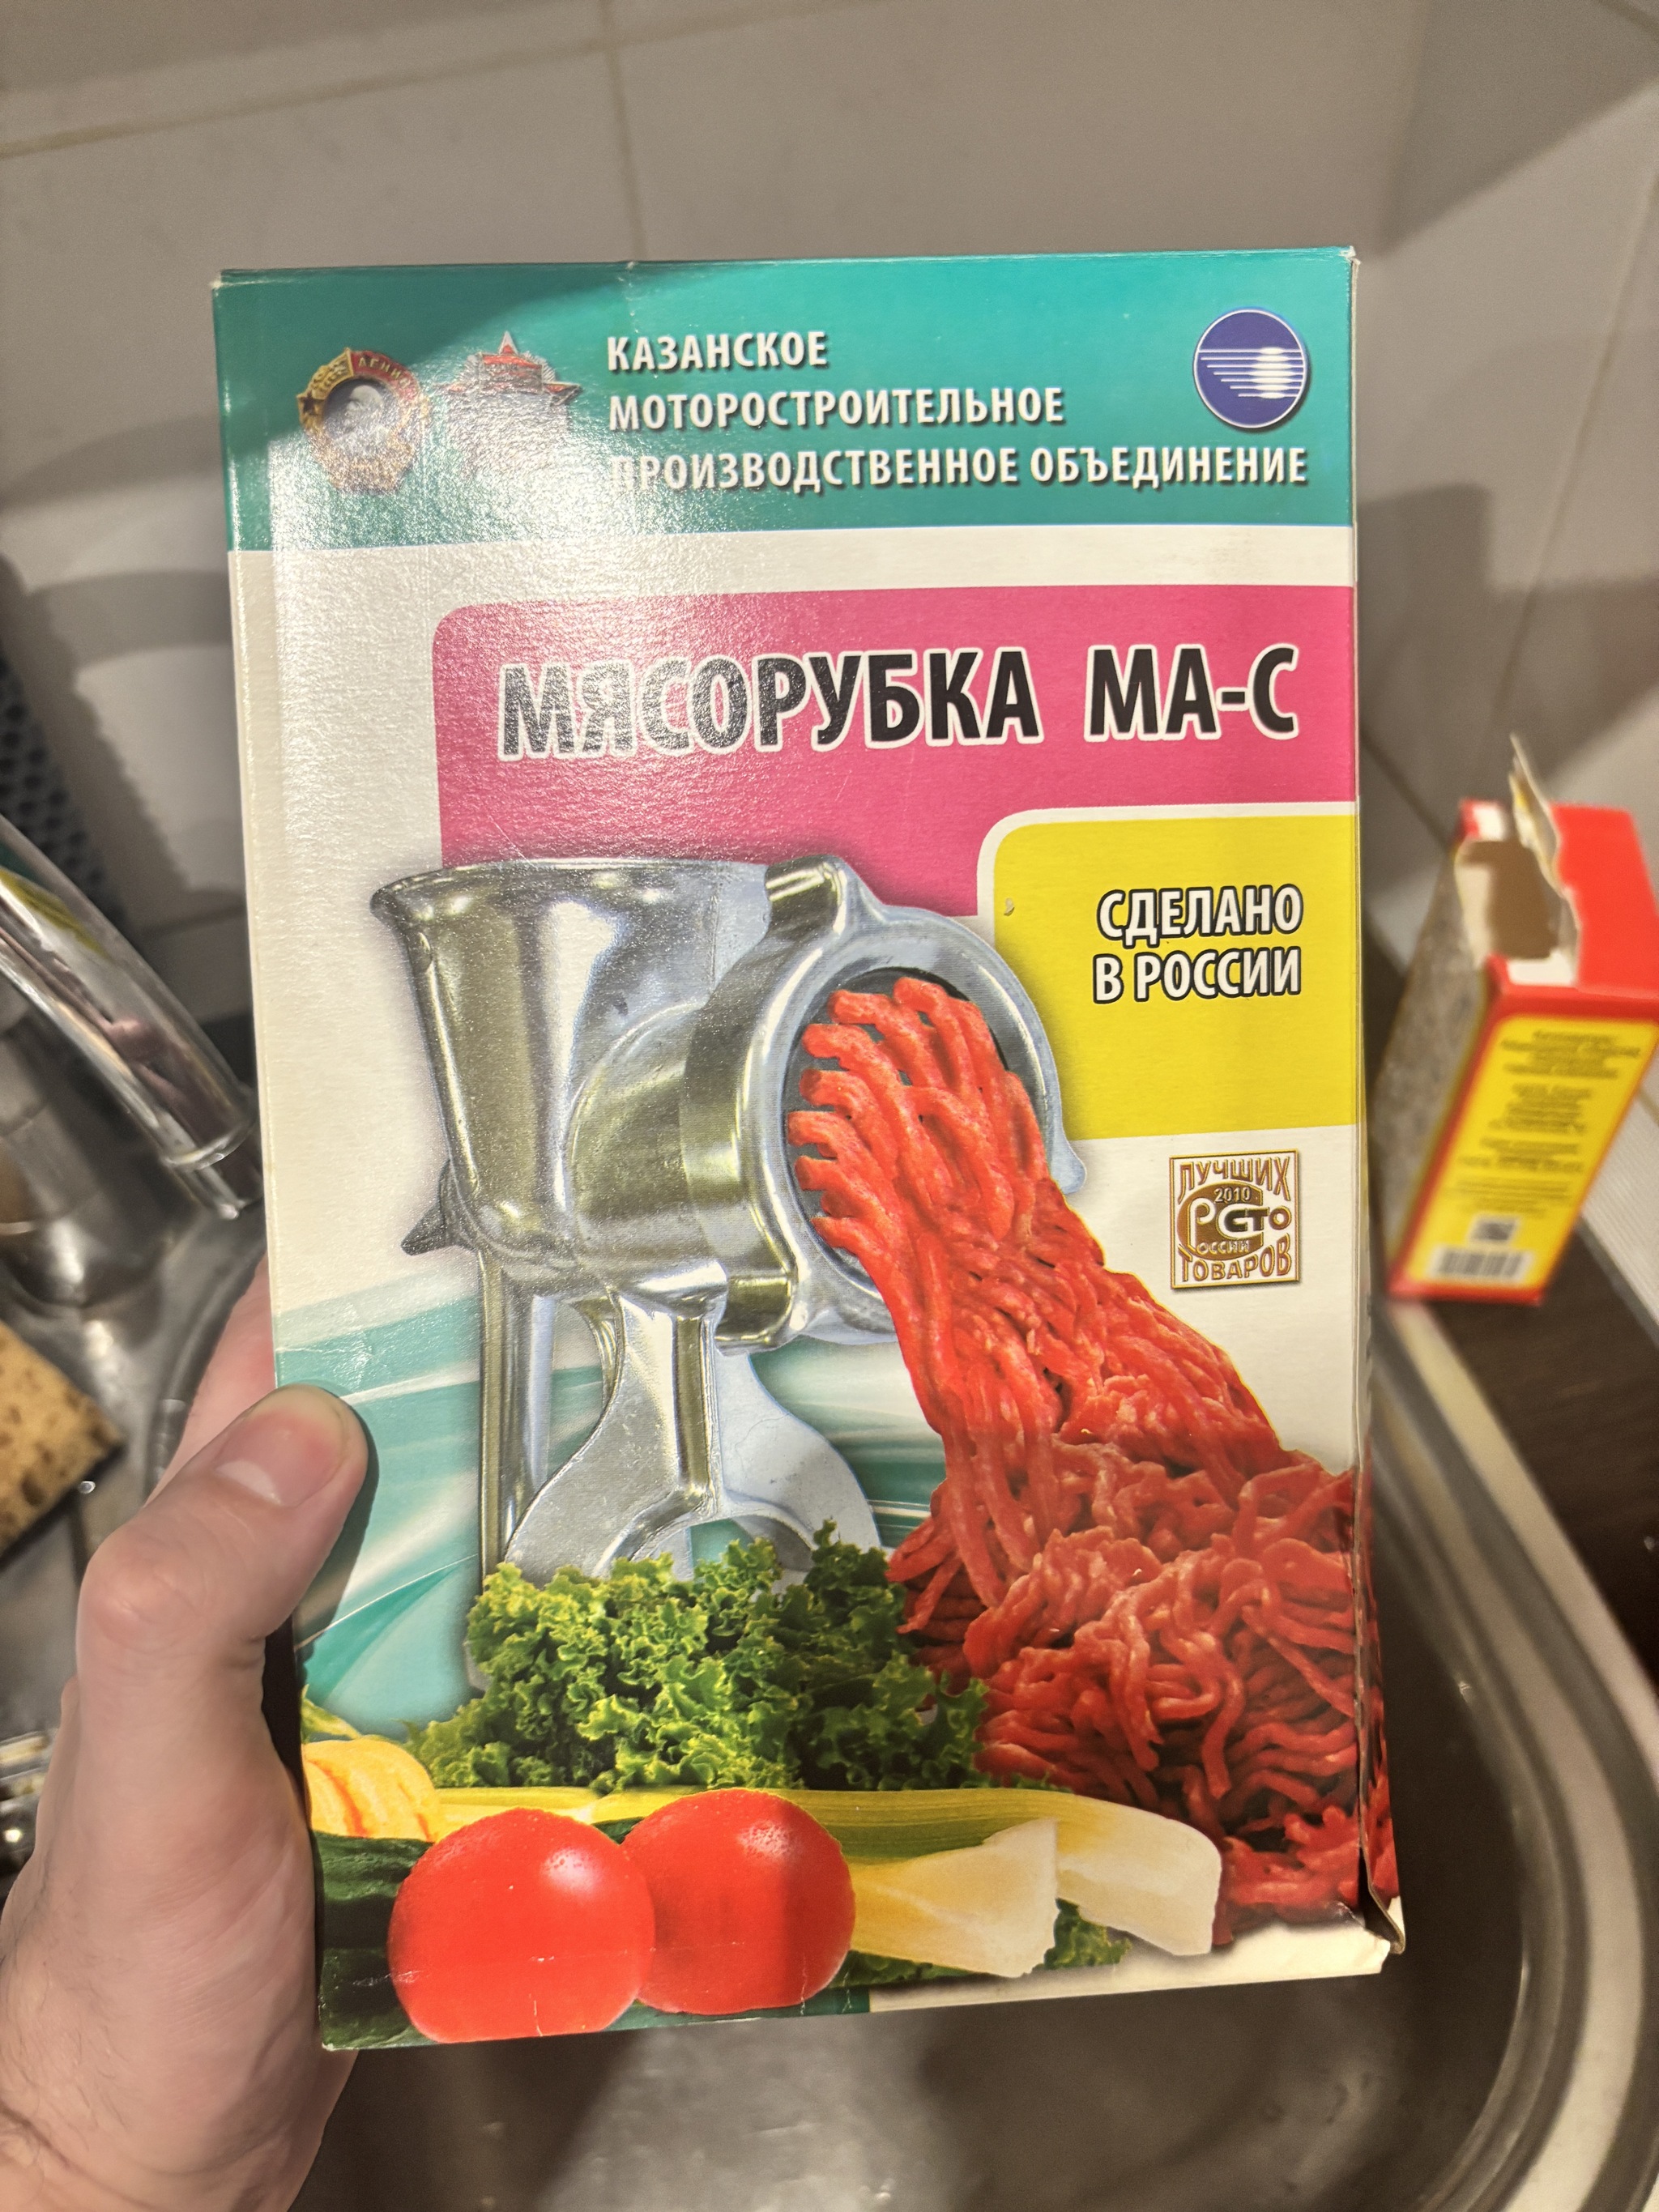 КАЗАНСКОЕ
МОТОРОСТРОИТЕЛЬНОЕ
ПРОИЗВОДСТВЕННОЕ ОБЪЕДИНЕНИЕ
МЯСОРУБКА МА-С
СДЕЛАНО
В РОССИИ
ЛУЧШИХ
2010
СТО
РОССИИ
ТОВАРОВ